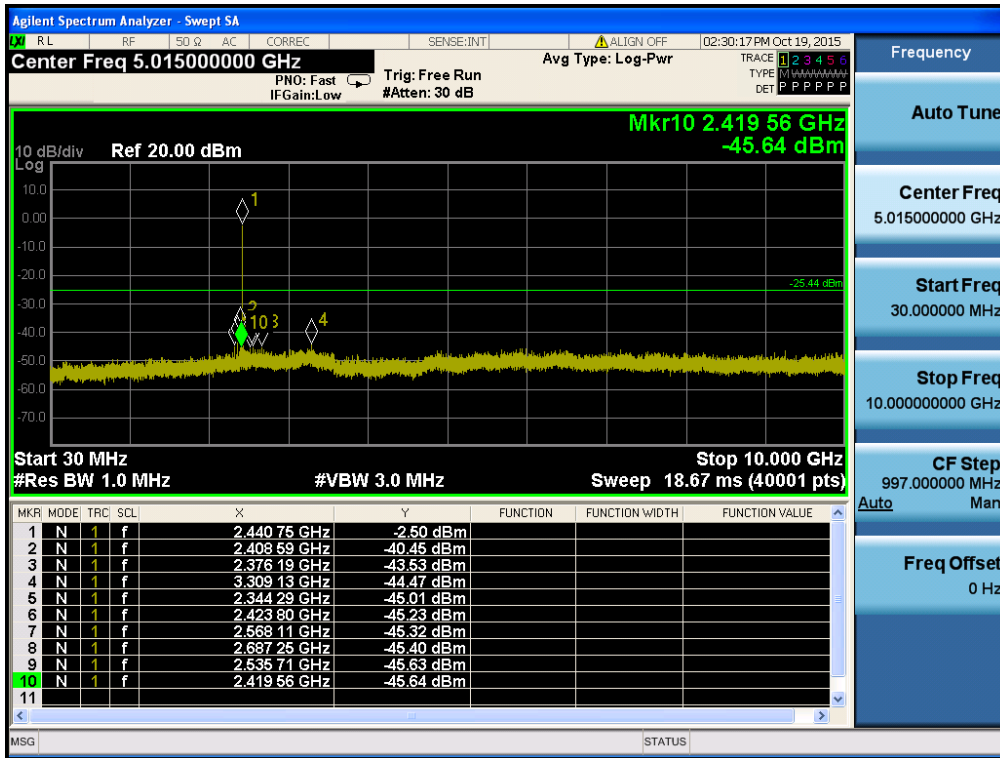 Agilent Spectrum Analyzer - Swept SA
LXI RL RF 50 Ω AC CORREC SENSE:INT ALIGN OFF 02:30:17 PM Oct 19, 2015
Center Freq 5.015000000 GHz
PNO: Fast
IFGain:Low
Trig: Free Run
#Atten: 30 dB
Avg Type: Log-Pwr
TRACE 1 2 3 4 5 6
TYPE M
DET P P P P P P
Mkr10 2.419 56 GHz
-45.64 dBm
10 dB/div Ref 20.00 dBm
Log
10.0
0.00
-10.0
-20.0
-30.0
-40.0
-50.0
-60.0
-70.0
-25.44 dBm
1
2
10 3
4
Start 30 MHz Stop 10.000 GHz
#Res BW 1.0 MHz #VBW 3.0 MHz Sweep 18.67 ms (40001 pts)
MKR MODE TRC SCL X Y FUNCTION FUNCTION WIDTH FUNCTION VALUE
1 N 1 f 2.440 75 GHz -2.50 dBm
2 N 1 f 2.408 59 GHz -40.45 dBm
3 N 1 f 2.376 19 GHz -43.53 dBm
4 N 1 f 3.309 13 GHz -44.47 dBm
5 N 1 f 2.344 29 GHz -45.01 dBm
6 N 1 f 2.423 80 GHz -45.23 dBm
7 N 1 f 2.568 11 GHz -45.32 dBm
8 N 1 f 2.687 25 GHz -45.40 dBm
9 N 1 f 2.535 71 GHz -45.63 dBm
10 N 1 f 2.419 56 GHz -45.64 dBm
11
MSG STATUS
Frequency
Auto Tune
Center Freq
5.015000000 GHz
Start Freq
30.000000 MHz
Stop Freq
10.000000000 GHz
CF Step
997.000000 MHz
Auto Man
Freq Offset
0 Hz